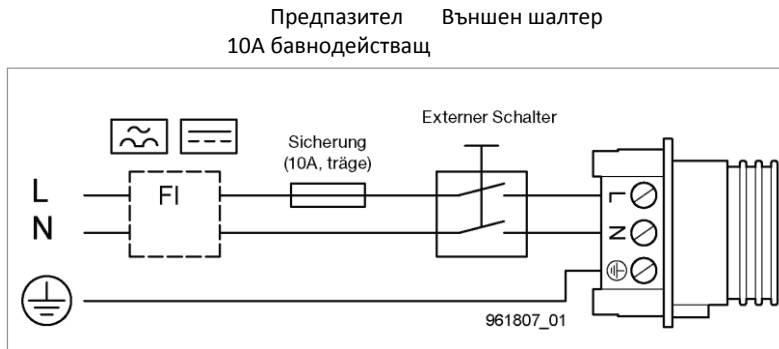 Предпазител Външен шалтер
10А бавнодействащ
Externer Schalter
Sicherung
(10A, träge)
L
FI
L
N
N
961807_01